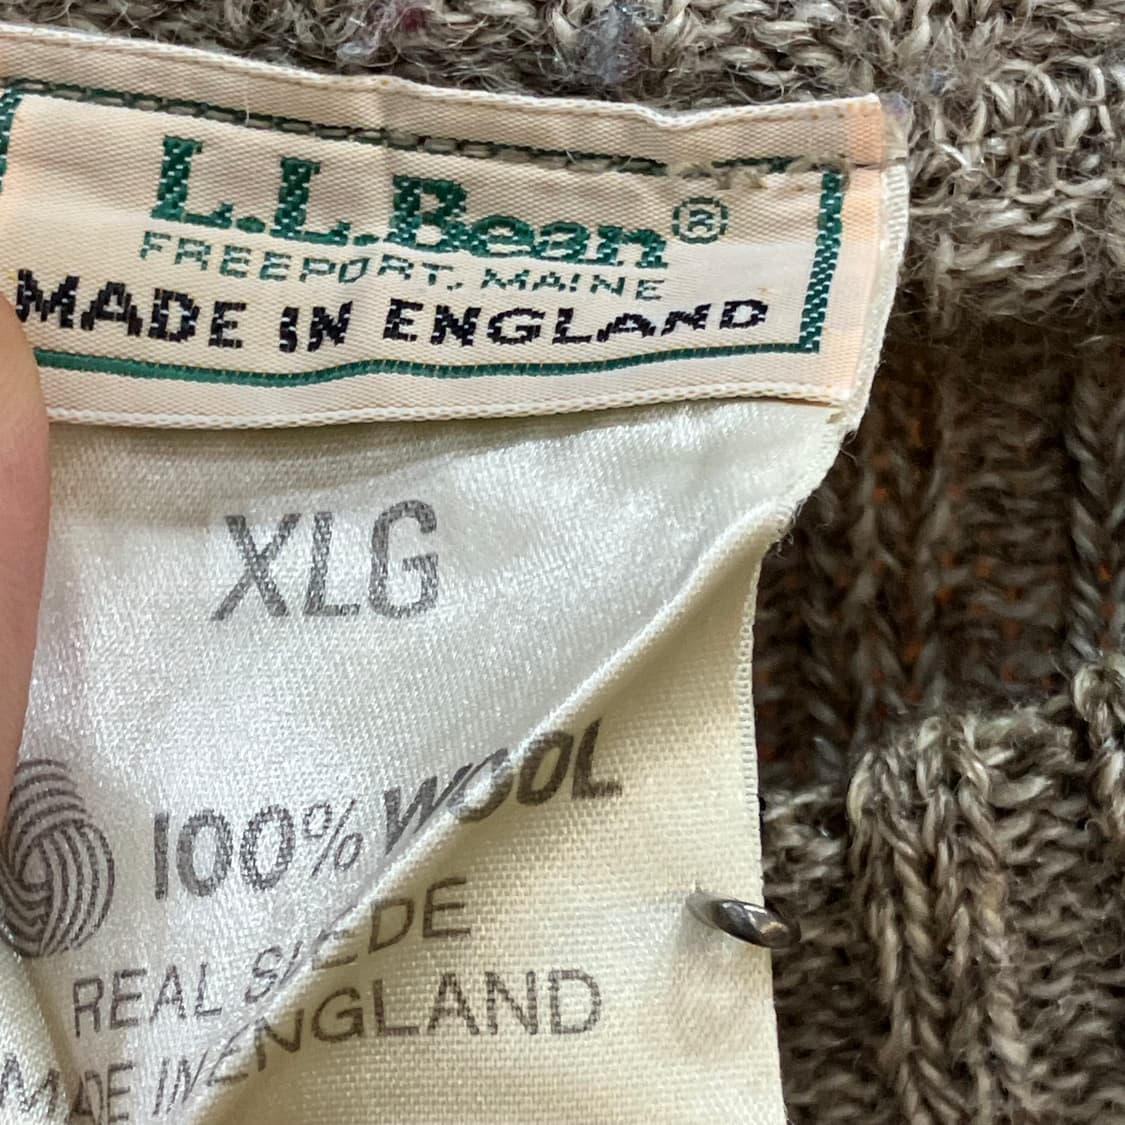 L.L.Bean®
FREEPORT, MAINE
MADE IN ENGLAND
XLG
100% WOOL
REAL SUEDE
MADE IN ENGLAND